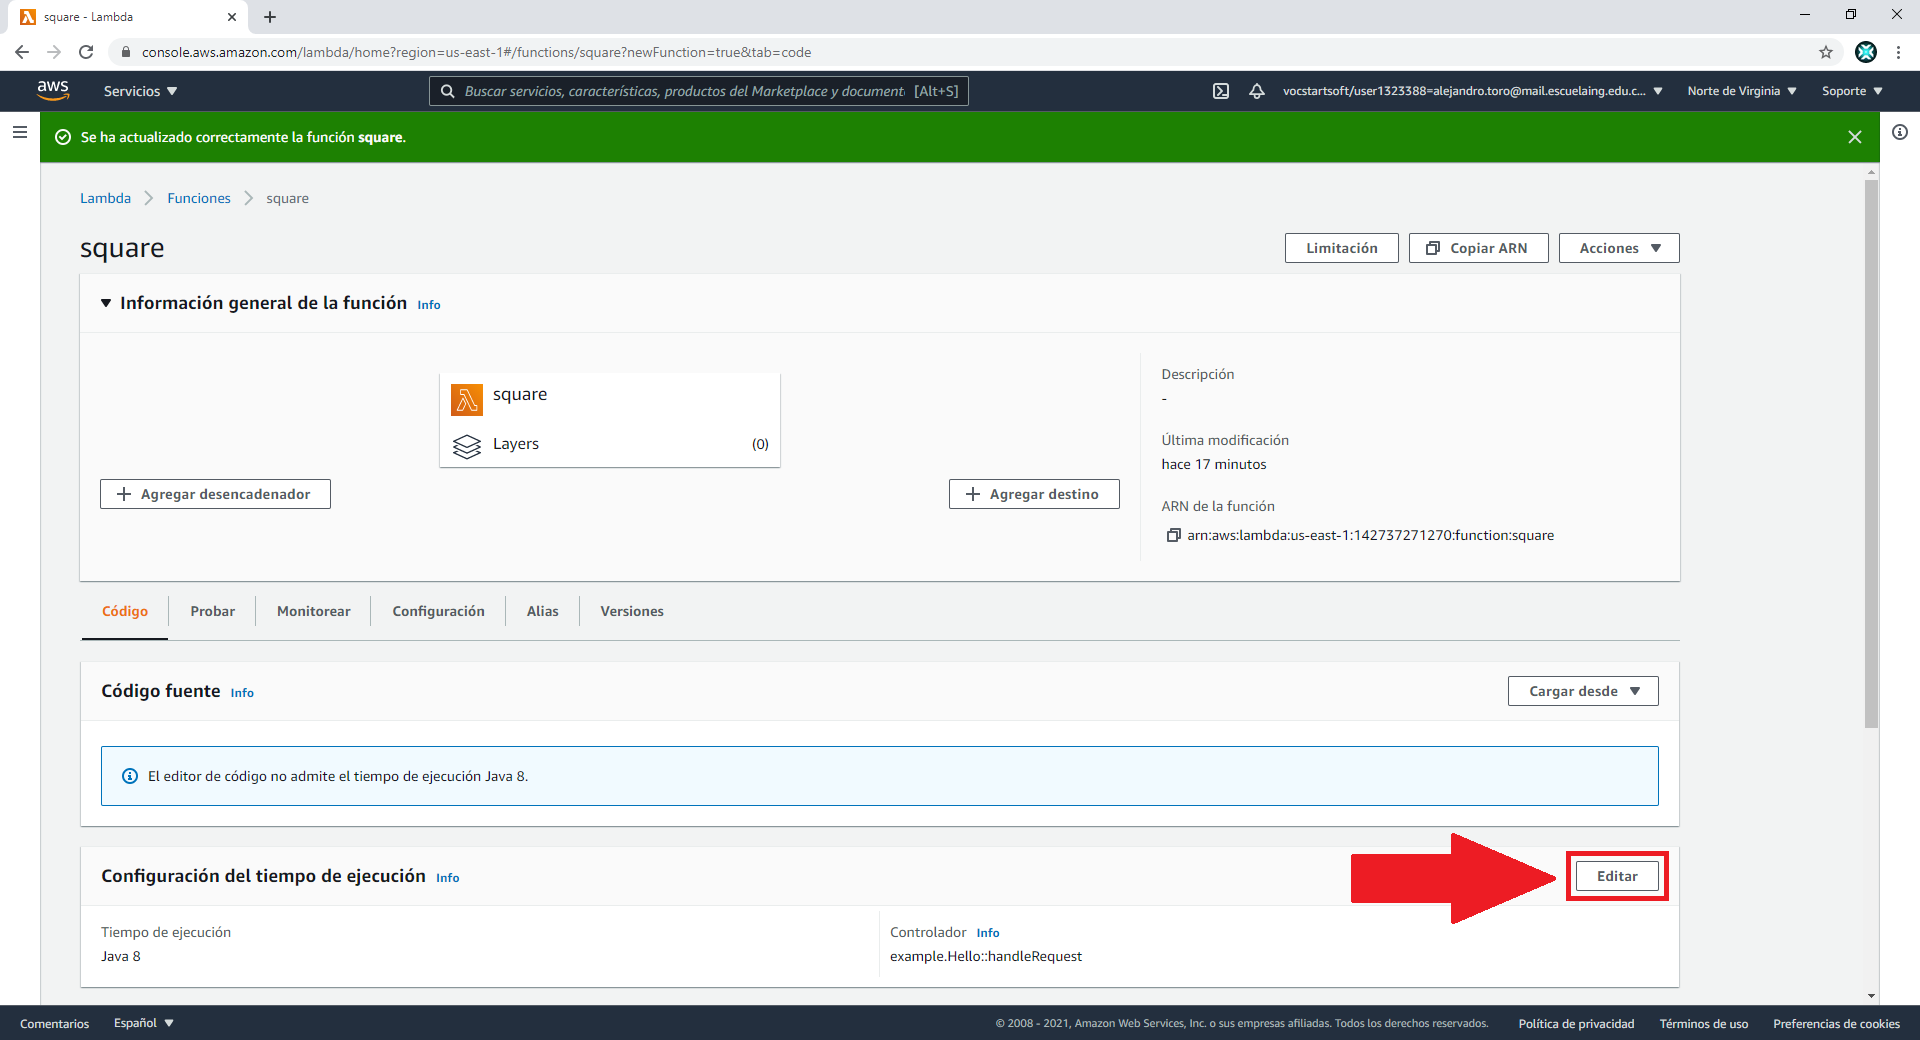 square - Lambda
console.aws.amazon.com/lambda/home?region=us-east-1#/functions/square?newFunction=true&tab=code
aws
Servicios
Buscar servicios, características, productos del Marketplace y document
[Alt+S]
vocstartsoft/user1323388=alejandro.toro@mail.escuelaing.edu.c...
Norte de Virginia
Soporte
Se ha actualizado correctamente la función square.
Lambda
Funciones
square
square
Limitación
Copiar ARN
Acciones
Información general de la función Info
square
Layers
(0)
Agregar desencadenador
Agregar destino
Descripción
-
Última modificación
hace 17 minutos
ARN de la función
arn:aws:lambda:us-east-1:142737271270:function:square
Código
Probar
Monitorear
Configuración
Alias
Versiones
Código fuente Info
Cargar desde
El editor de código no admite el tiempo de ejecución Java 8.
Configuración del tiempo de ejecución Info
Editar
Tiempo de ejecución
Java 8
Controlador Info
example.Hello::handleRequest
Comentarios
Español
© 2008 - 2021, Amazon Web Services, Inc. o sus empresas afiliadas. Todos los derechos reservados.
Política de privacidad
Términos de uso
Preferencias de cookies